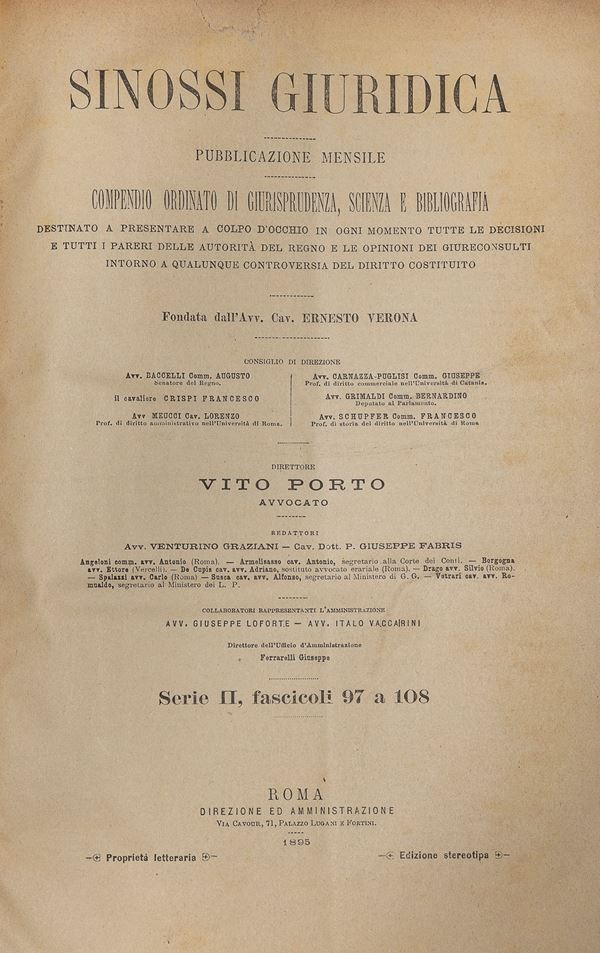 SINOSSI GIURIDICA
PUBBLICAZIONE MENSILE
COMPENDIO ORDINATO DI GIURISPRUDENZA, SCIENZA E BIBLIOGRAFIA
DESTINATO A PRESENTARE A COLPO D'OCCHIO IN OGNI MOMENTO TUTTE LE DECISIONI
E TUTTI I PARERI DELLE AUTORITÀ DEL REGNO E LE OPINIONI DEI GIURECONSULTI
INTORNO A QUALUNQUE CONTROVERSIA DEL DIRITTO COSTITUITO
Fondata dall'Avv. Cav. ERNESTO VERONA
CONSIGLIO DI DIREZIONE
Avv. BACCELLI Comm. AUGUSTO
Senatore del Regno.
il cavaliere CRISPI FRANCESCO
Avv MEUCCI Cav. LORENZO
Prof. di diritto amministrativo nell'Università di Roma.
Avv. CARNAZZA-PUGLISI Comm. GIUSEPPE
Prof. di diritto commerciale nell'Università di Catania.
Avv. GRIMALDI Comm. BERNARDINO
Deputato al Parlamento.
Avv. SCHUPFER Comm. FRANCESCO
Prof. di storia del diritto nell'Università di Roma
DIRETTORE
VITO PORTO
AVVOCATO
REDATTORI
Avv. VENTURINO GRAZIANI — Cav. Dott. P. GIUSEPPE FABRIS
Angeloni comm. avv. Antonio (Roma). — Armelisasso cav. Antonio, segretario alla Corte dei Conti. — Borgogna
avv. Ettore (Vercelli). — De Cupis cav. avv. Adriano, sostituto avvocato erariale (Roma). — Drago avv. Silvio (Roma).
— Spalazzi avv. Carlo (Roma) — Susca cav. avv. Alfonso, segretario al Ministero di G. G. — Vetrari cav. avv. Ro-
mualdo, segretario al Ministero dei L. P.
COLLABORATORI RAPPRESENTANTI L'AMMINISTRAZIONE
AVV. GIUSEPPE LOFORTE — AVV. ITALO VACCARINI
Direttore dell'Ufficio d'Amministrazione
Ferrarelli Giuseppe
Serie II, fascicoli 97 a 108
ROMA
DIREZIONE ED AMMINISTRAZIONE
Via Cavour, 71, Palazzo Lugani e Fortini.
1895
Proprietà letteraria
Edizione stereotipa